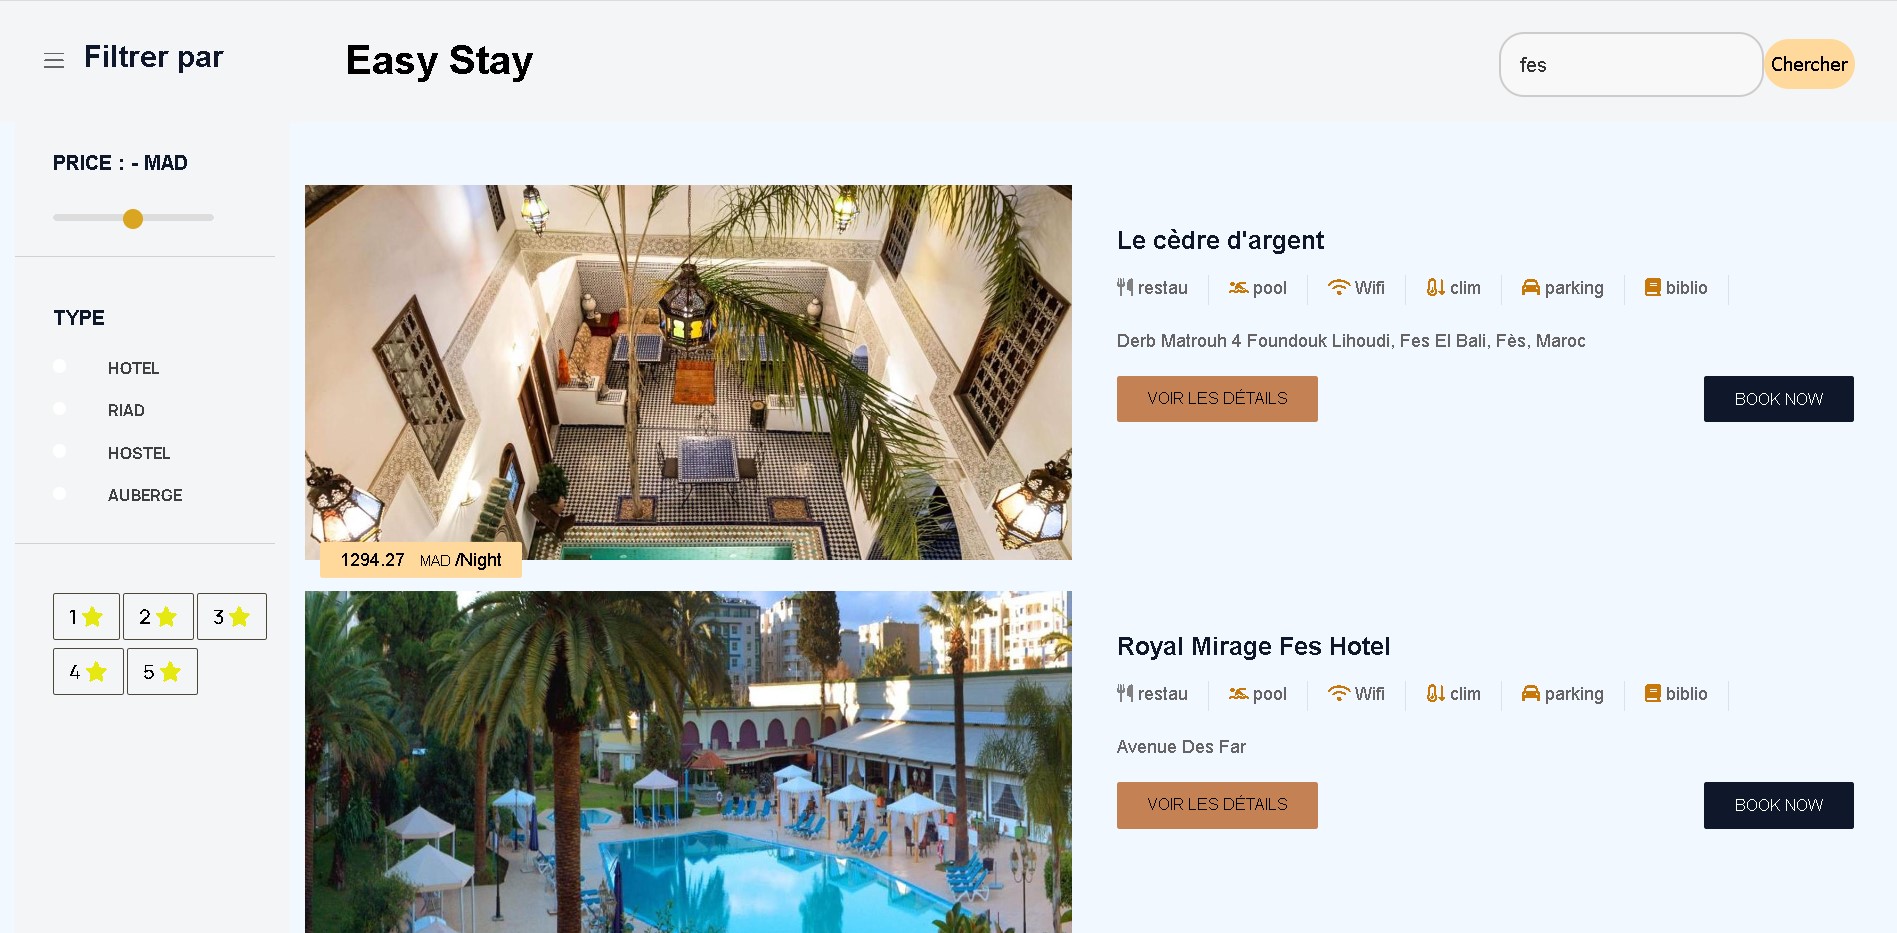 Filtrer par
Easy Stay
fes
Chercher
PRICE : - MAD
TYPE
HOTEL
RIAD
HOSTEL
AUBERGE
1
2
3
4
5
Le cèdre d'argent
restau pool Wifi clim parking biblio
Derb Matrouh 4 Foundouk Lihoudi, Fes El Bali, Fès, Maroc
VOIR LES DÉTAILS
BOOK NOW
1294.27 MAD /Night
Royal Mirage Fes Hotel
restau pool Wifi clim parking biblio
Avenue Des Far
VOIR LES DÉTAILS
BOOK NOW